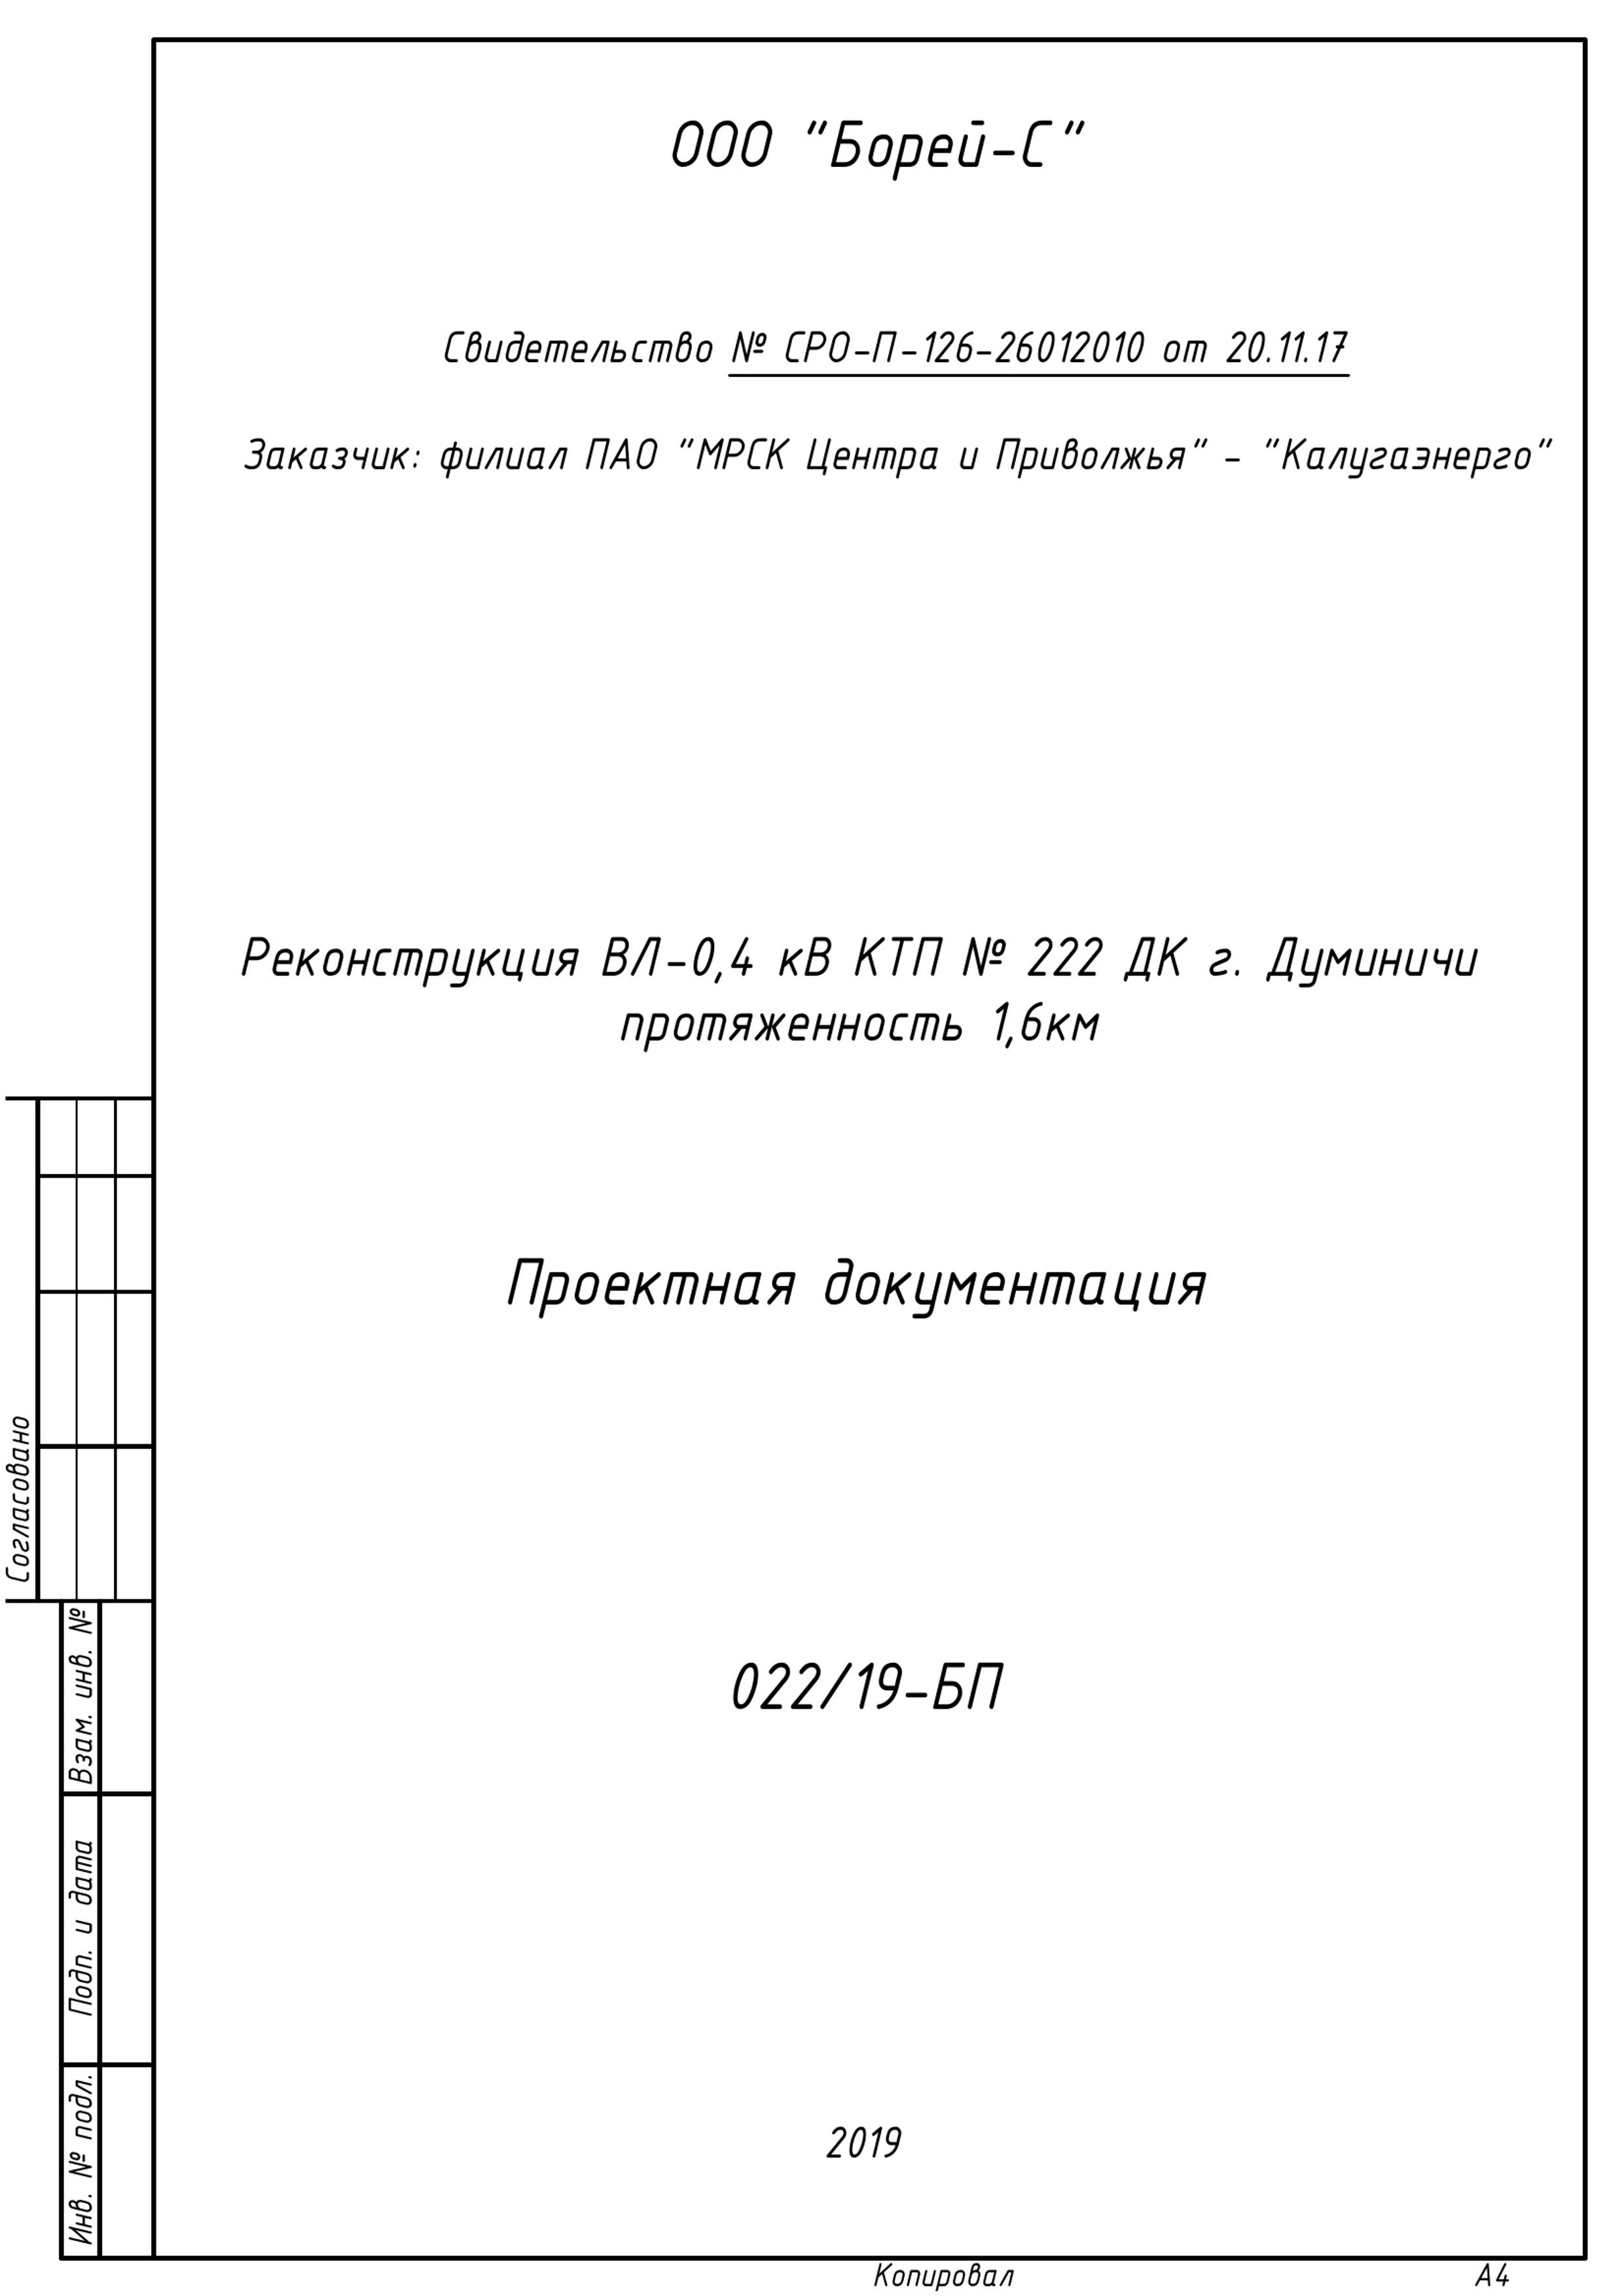 ООО "Борей-С"
Свидетельство № СРО-П-126-26012010 от 20.11.17
Заказчик: филиал ПАО "МРСК Центра и Приволжья" - "Калугаэнерго"
Реконструкция ВЛ-0,4 кВ КТП № 222 ДК г. Думиничи
протяженность 1,6км
Проектная документация
Согласовано
Взам. инв. №
022/19-БП
Подп. и дата
Инв. № подл.
2019
Копировал
А4